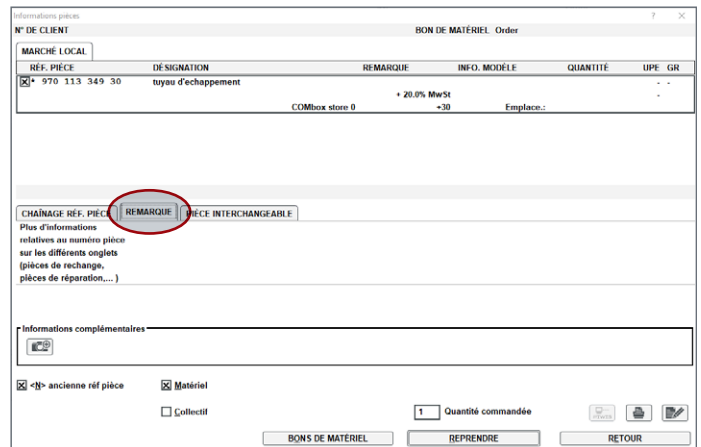 Informations pièces ? ×
N° DE CLIENT BON DE MATÉRIEL Order
MARCHÉ LOCAL
RÉF. PIÈCE DÉSIGNATION REMARQUE INFO. MODÈLE QUANTITÉ UPE GR
970 113 349 30 tuyau d'echappement - -
+ 20.0% MwSt -
COMbox store 0 +30 Emplace.:
CHAÎNAGE RÉF. PIÈCE REMARQUE PIÈCE INTERCHANGEABLE
Plus d'informations
relatives au numéro pièce
sur les différents onglets
(pièces de rechange,
pièces de réparation,... )
Informations complémentaires
<N> ancienne réf pièce Matériel
Collectif 1 Quantité commandée
BONS DE MATÉRIEL REPRENDRE RETOUR